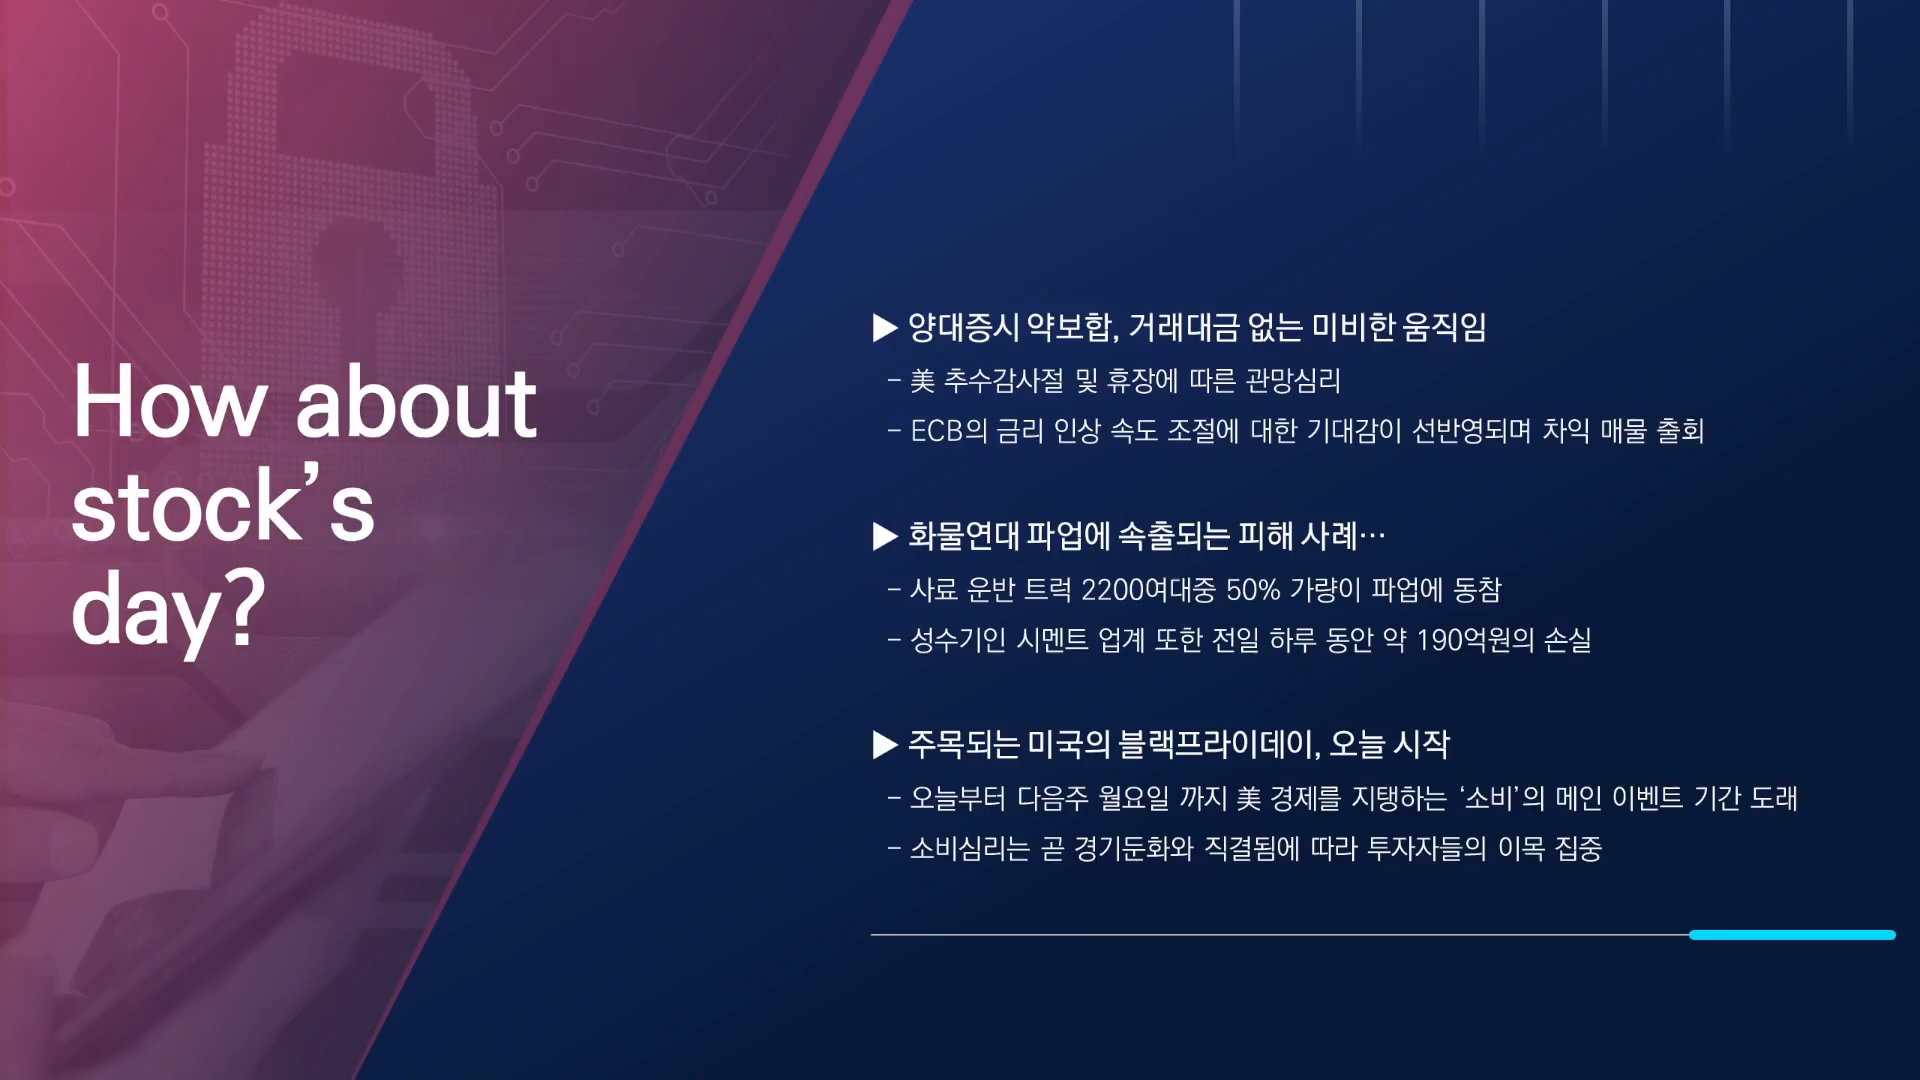 How about
stock’s
day?
▶ 양대증시 약보합, 거래대금 없는 미비한 움직임
– 美 추수감사절 및 휴장에 따른 관망심리
– ECB의 금리 인상 속도 조절에 대한 기대감이 선반영되며 차익 매물 출회
▶ 화물연대 파업에 속출되는 피해 사례…
– 사료 운반 트럭 2200여대중 50% 가량이 파업에 동참
– 성수기인 시멘트 업계 또한 전일 하루 동안 약 190억원의 손실
▶ 주목되는 미국의 블랙프라이데이, 오늘 시작
– 오늘부터 다음주 월요일 까지 美 경제를 지탱하는 ‘소비’의 메인 이벤트 기간 도래
– 소비심리는 곧 경기둔화와 직결됨에 따라 투자자들의 이목 집중